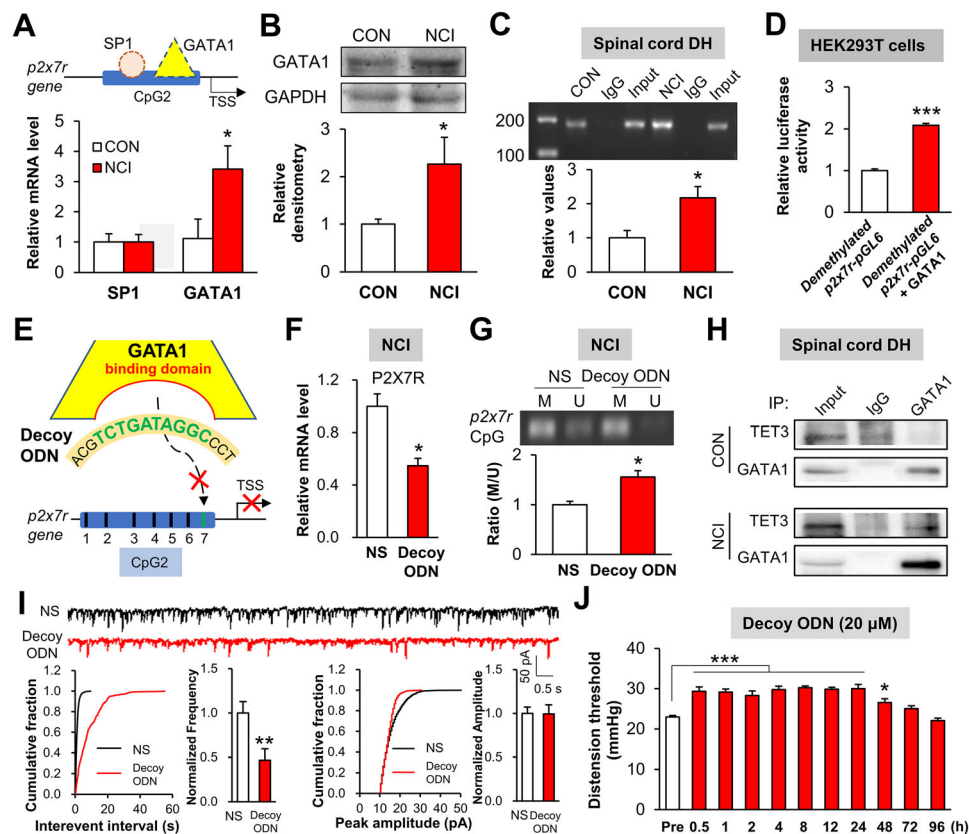 A
SP1
GATA1
p2x7r
gene
CpG2
TSS
Relative mRNA level
5
4
3
2
1
0
CON
NCI
*
SP1
GATA1
B
CON
NCI
GATA1
GAPDH
Relative
densitometry
3
2
1
0
*
CON
NCI
C
Spinal cord DH
CON
IgG
Input
NCI
IgG
Input
200
100
Relative values
3
2
1
0
*
CON
NCI
D
HEK293T cells
Relative luciferase
activity
3
2
1
0
***
Demethylated
p2x7r-pGL6
Demethylated
p2x7r-pGL6
+ GATA1
E
GATA1
binding domain
Decoy
ODN
ACGTCTGATAGGCCCT
TSS
p2x7r
gene
1 2 3 4 5 6 7
CpG2
F
NCI
P2X7R
Relative mRNA level
1.2
0.8
0.4
0.0
*
NS
Decoy
ODN
G
NCI
NS Decoy ODN
M U M U
p2x7r
CpG
Ratio (M/U)
2
1
0
*
NS
Decoy ODN
H
Spinal cord DH
IP:
Input
IgG
GATA1
CON
TET3
GATA1
NCI
TET3
GATA1
I
NS
Decoy
ODN
50 pA
0.5 s
Cumulative fraction
1.0
0.8
0.6
0.4
0.2
0.0
NS
Decoy
ODN
0 20 40 60
Interevent interval (s)
Normalized Frequency
1.5
1.0
0.5
0.0
**
NS
Decoy
ODN
Cumulative fraction
1.0
0.8
0.6
0.4
0.2
0.0
NS
Decoy
ODN
0 10 20 30 40 50
Peak amplitude (pA)
Normalized Amplitude
1.5
1.0
0.5
0.0
NS
Decoy
ODN
J
Decoy ODN (20 μM)
Distension threshold
(mmHg)
40
30
20
10
0
***
*
Pre 0.5 1 2 4 8 12 24 48 72 96 (h)